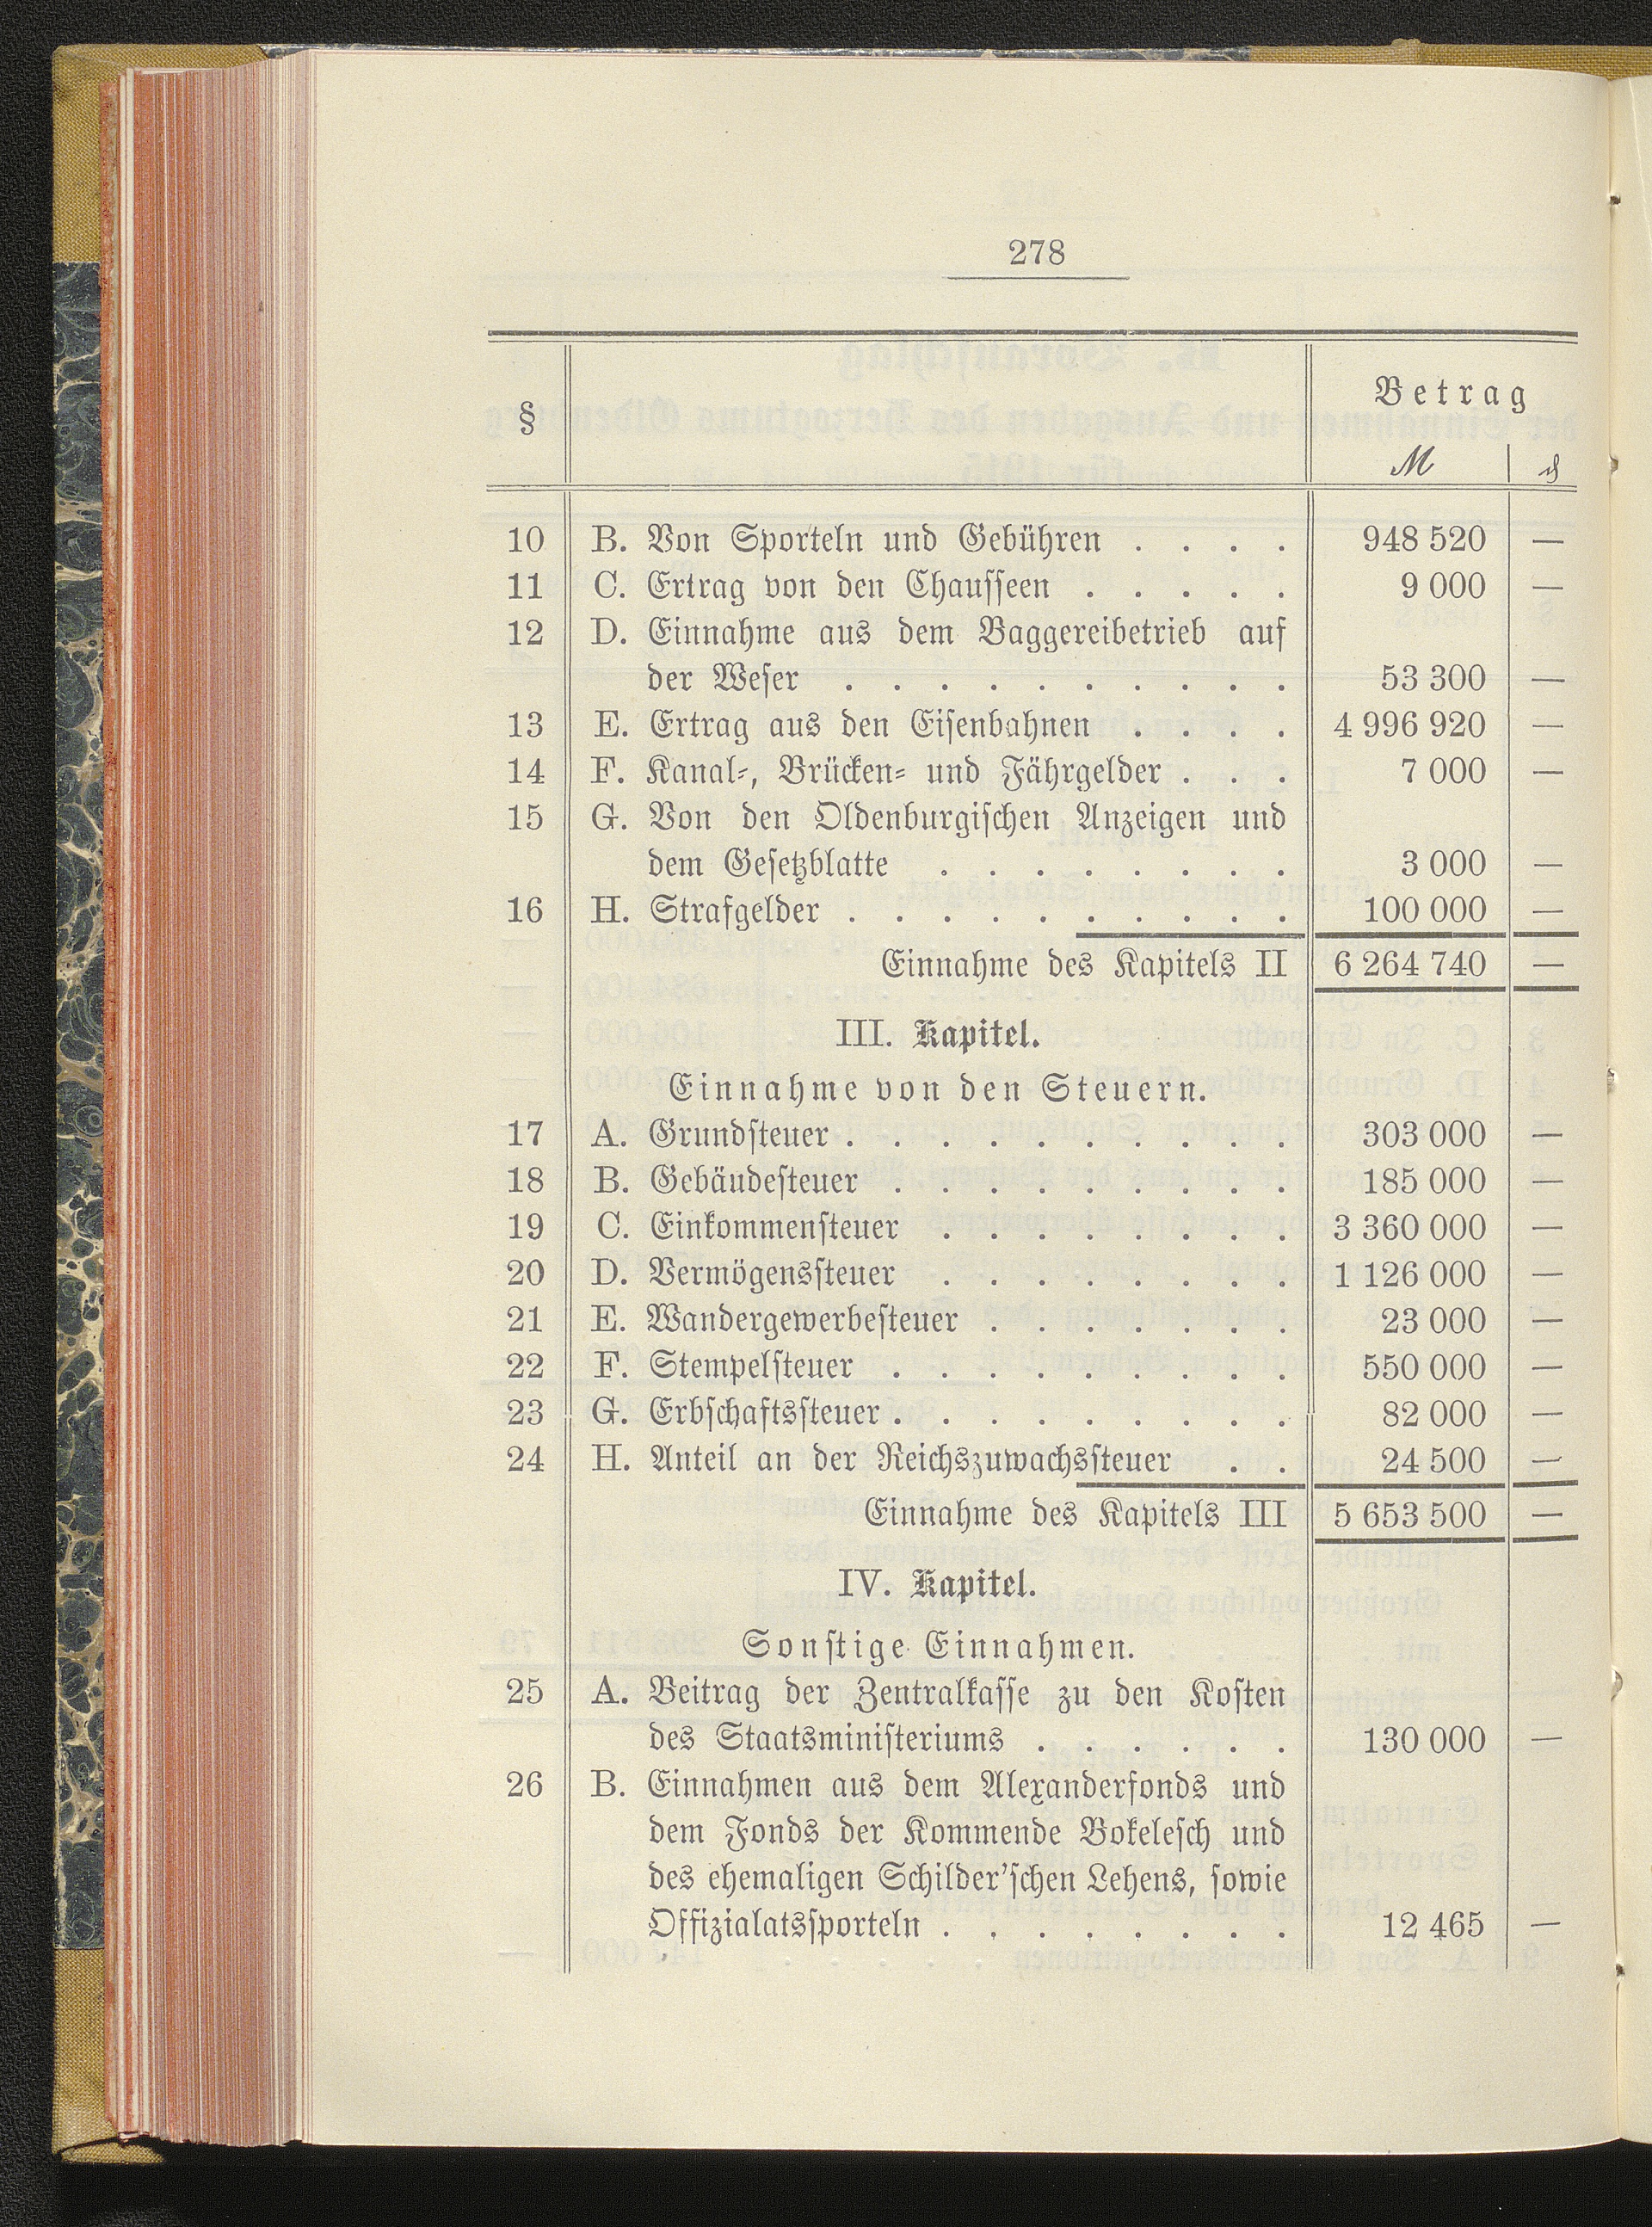 278
§ Betrag
ℳ ₰
10 B. Von Sporteln und Gebühren . . . . 948 520 —
11 C. Ertrag von den Chausseen . . . . . 9 000 —
12 D. Einnahme aus dem Baggereibetrieb auf
der Weser . . . . . . . . . . 53 300 —
13 E. Ertrag aus den Eisenbahnen . . . . 4 996 920 —
14 F. Kanal-, Brücken- und Fährgelder . . . 7 000 —
15 G. Von den Oldenburgischen Anzeigen und
dem Gesetzblatte . . . . . . . . 3 000 —
16 H. Strafgelder . . . . . . . . . . 100 000 —
Einnahme des Kapitels II 6 264 740 —
III. Kapitel.
Einnahme von den Steuern.
17 A. Grundsteuer . . . . . . . . . . 303 000 —
18 B. Gebäudesteuer . . . . . . . . . 185 000 —
19 C. Einkommensteuer . . . . . . . . 3 360 000 —
20 D. Vermögenssteuer . . . . . . . . 1 126 000 —
21 E. Wandergewerbesteuer . . . . . . . 23 000 —
22 F. Stempelsteuer . . . . . . . . . 550 000 —
23 G. Erbschaftssteuer . . . . . . . . . 82 000 —
24 H. Anteil an der Reichszuwachssteuer . . 24 500 —
Einnahme des Kapitels III 5 653 500 —
IV. Kapitel.
Sonstige Einnahmen.
25 A. Beitrag der Zentralkasse zu den Kosten
des Staatsministeriums . . . . . . 130 000 —
26 B. Einnahmen aus dem Alexanderfonds und
dem Fonds der Kommende Bokelesch und
des ehemaligen Schilder'schen Lehens, sowie
Offizialatssporteln . . . . . . . . 12 465 —